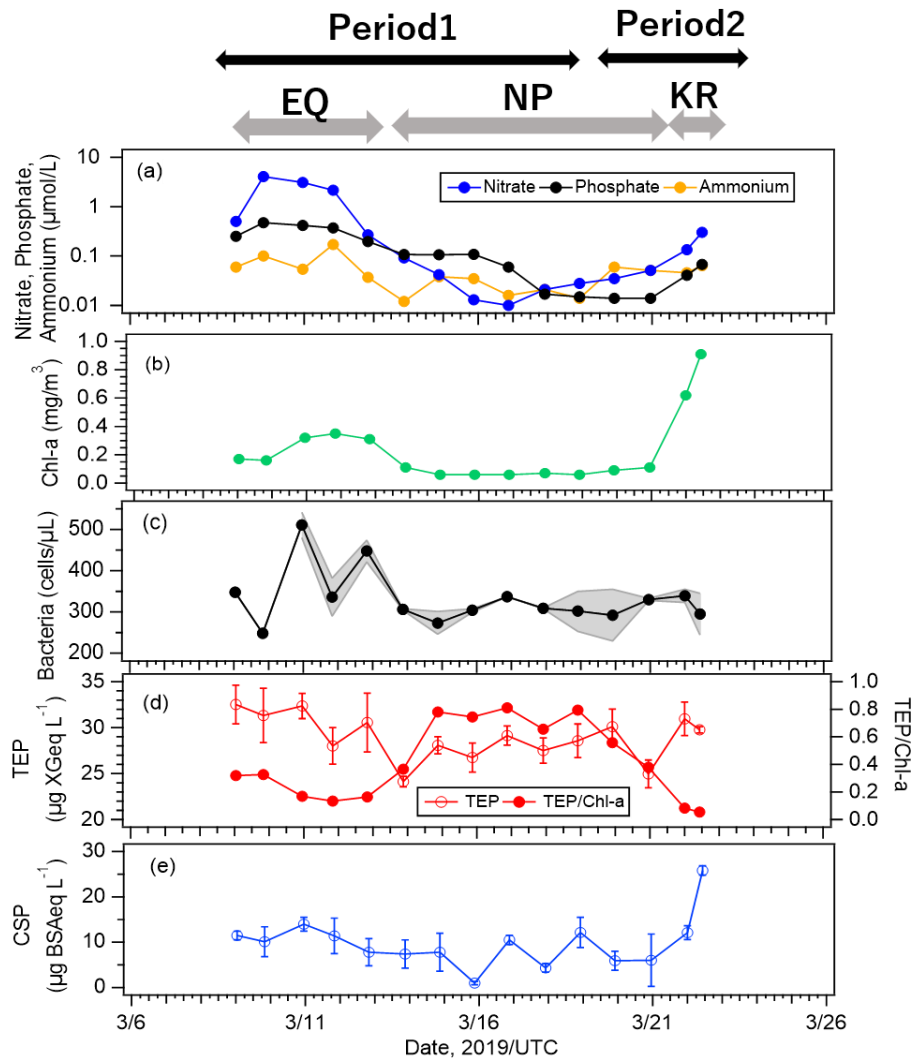 Period1 Period2
EQ NP KR
Nitrate, Phosphate,
Ammonium (µmol/L)
10
1
0.1
0.01
(a)
Nitrate Phosphate Ammonium
Chl-a (mg/m³)
1.0
0.8
0.6
0.4
0.2
0.0
(b)
Bacteria (cells/µL)
500
400
300
200
(c)
TEP
(µg XGeq L⁻¹)
35
30
25
20
(d)
TEP TEP/Chl-a
1.0
0.8
0.6
0.4
0.2
0.0
TEP/Chl-a
CSP
(µg BSAeq L⁻¹)
30
20
10
0
(e)
3/6 3/11 3/16 3/21 3/26
Date, 2019/UTC